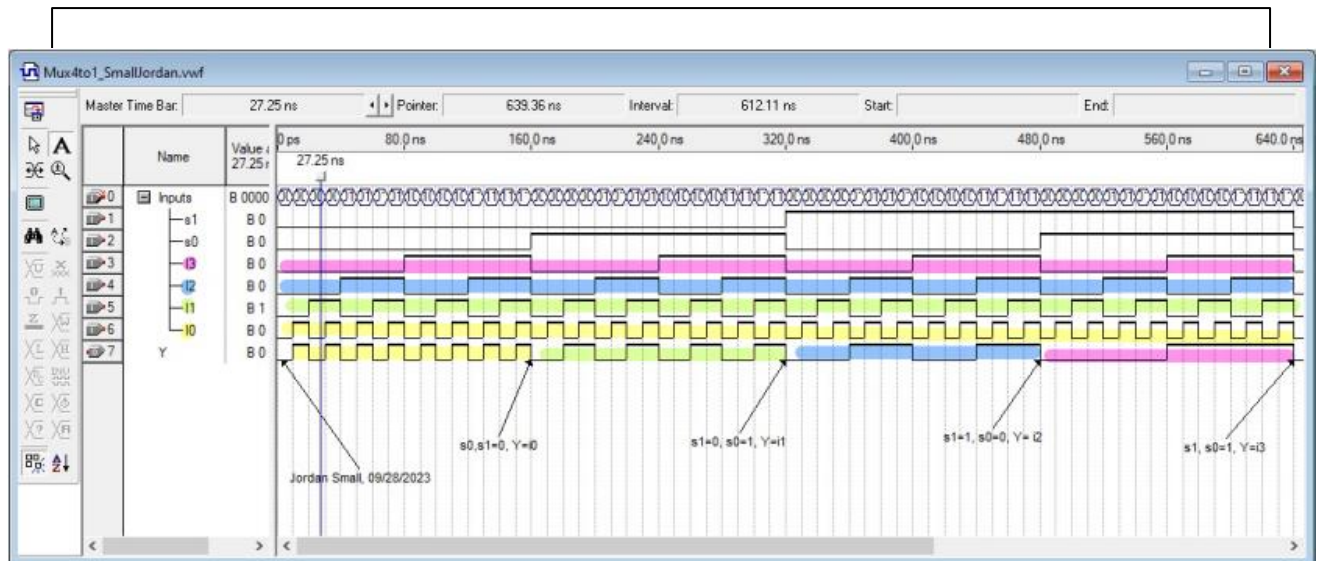 Mux4to1_SmallJordan.vwf
Master Time Bar: 27.25 ns Pointer: 639.36 ns Interval: 612.11 ns Start: End:
Name
Value a
27.25 r
0 ps 80.0 ns 160.0 ns 240.0 ns 320.0 ns 400.0 ns 480.0 ns 560.0 ns 640.0 ns
27.25 ns
0 Inputs B 0000
1 s1 B 0
2 s0 B 0
3 I3 B 0
4 I2 B 0
5 I1 B 1
6 I0 B 0
7 Y B 0
s0,s1=0, Y=i0
s1=0, s0=1, Y=i1
s1=1, s0=0, Y= i2
s1, s0=1, Y=i3
Jordan Small, 09/28/2023